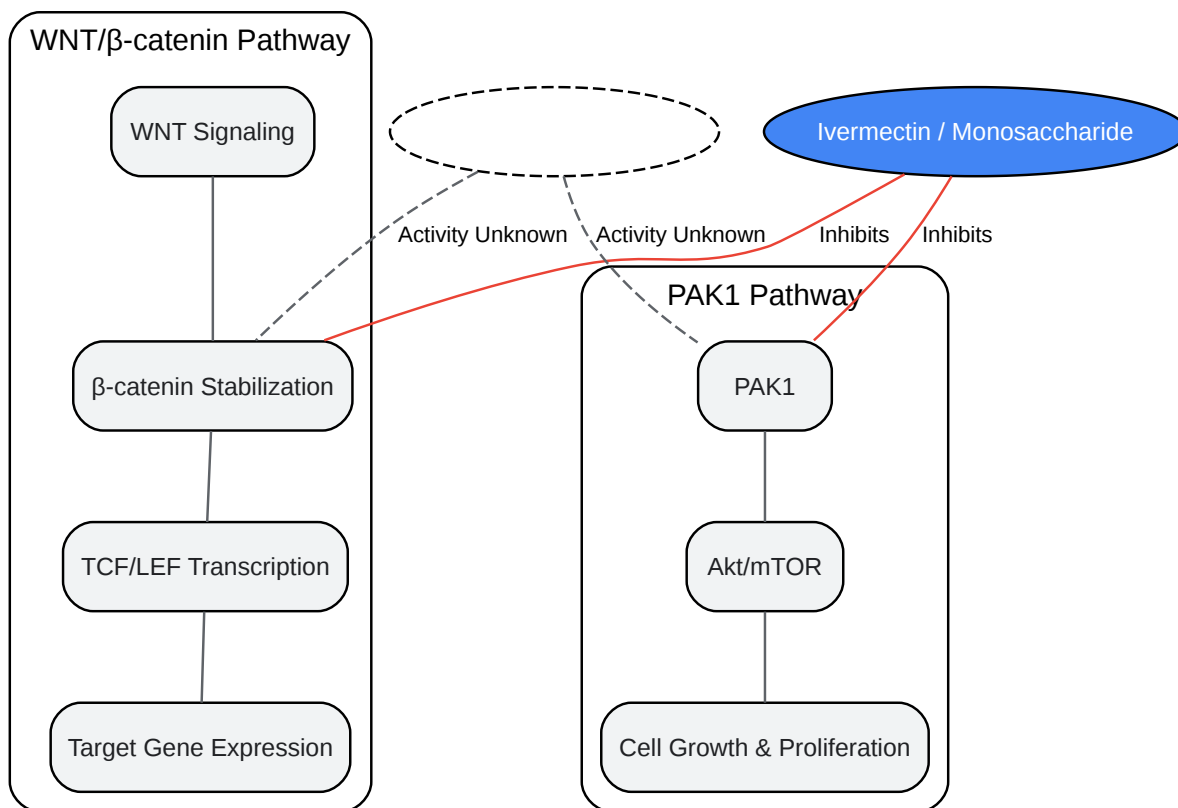 WNT/β-catenin Pathway
WNT Signaling
Ivermectin / Monosaccharide
Activity Unknown
Activity Unknown
Inhibits
Inhibits
PAK1 Pathway
β-catenin Stabilization
PAK1
TCF/LEF Transcription
Akt/mTOR
Target Gene Expression
Cell Growth & Proliferation